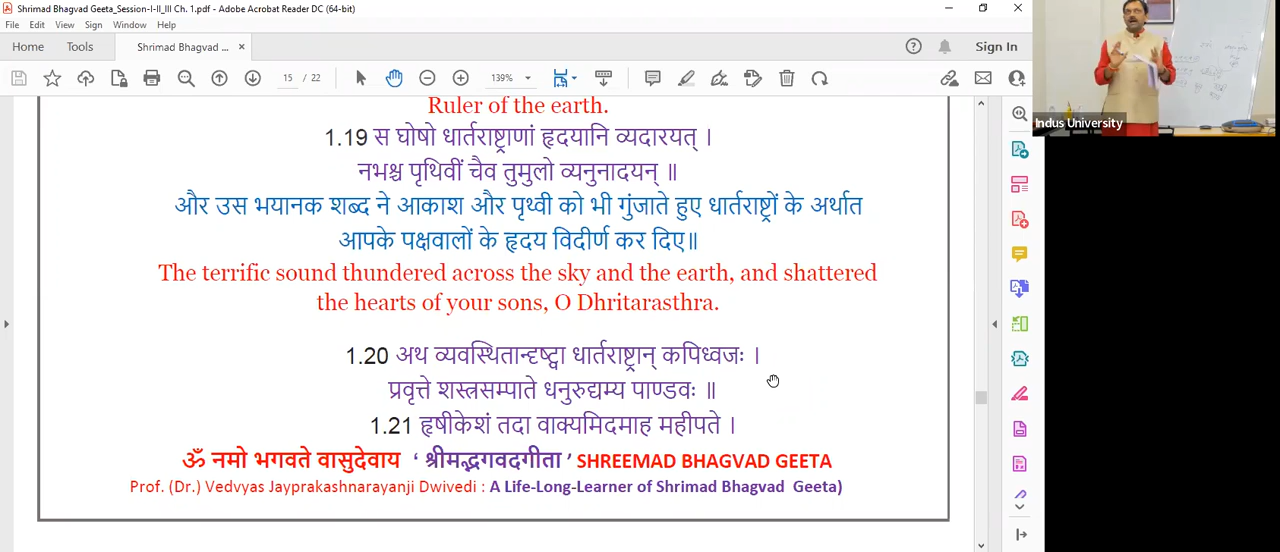 Shrimad Bhagvad Geeta_Session-I-II_III Ch. 1.pdf - Adobe Acrobat Reader DC (64-bit)
File Edit View Sign Window Help
Home Tools Shrimad Bhagvad ... × Sign In
15 / 22 139%
Indus University
Ruler of the earth.
1.19 स घोषो धार्तराष्ट्राणां हृदयानि व्यदारयत् ।
नभश्च पृथिवीं चैव तुमुलो व्यनुनादयन् ॥
और उस भयानक शब्द ने आकाश और पृथ्वी को भी गुंजाते हुए धार्तराष्ट्रों के अर्थात
आपके पक्षवालों के हृदय विदीर्ण कर दिए॥
The terrific sound thundered across the sky and the earth, and shattered
the hearts of your sons, O Dhritarasthra.
1.20 अथ व्यवस्थितान्दृष्ट्वा धार्तराष्ट्रान् कपिध्वजः ।
प्रवृत्ते शस्त्रसम्पाते धनुरुद्यम्य पाण्डवः ॥
1.21 हृषीकेशं तदा वाक्यमिदमाह महीपते ।
ॐ नमो भगवते वासुदेवाय ‘ श्रीमद्भगवदगीता ’ SHREEMAD BHAGVAD GEETA
Prof. (Dr.) Vedvyas Jayprakashnarayanji Dwivedi : A Life-Long-Learner of Shrimad Bhagvad Geeta)